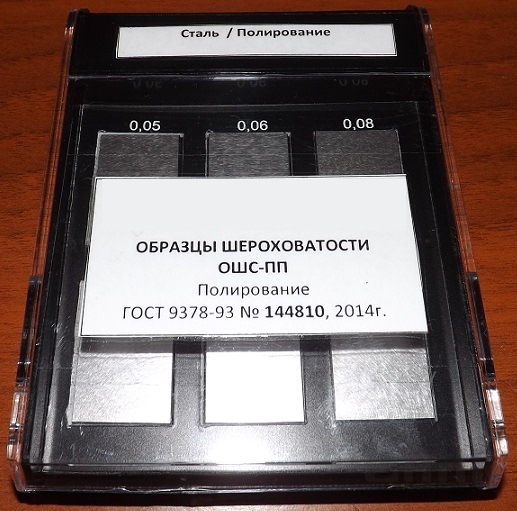 Сталь / Полирование
0,05 0,06 0,08
ОБРАЗЦЫ ШЕРОХОВАТОСТИ
ОШС-ПП
Полирование
ГОСТ 9378-93 № 144810, 2014г.